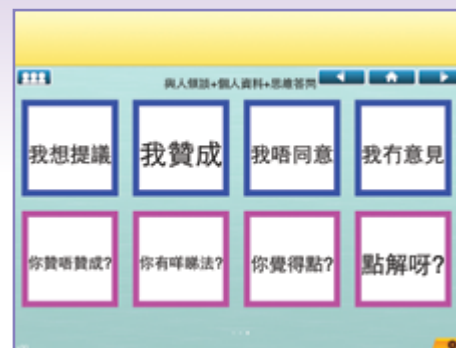 與人傾談+個人資料+思維答問
我想提議
我贊成
我唔同意
我冇意見
你贊唔贊成?
你有咩睇法?
你覺得點?
點解呀?